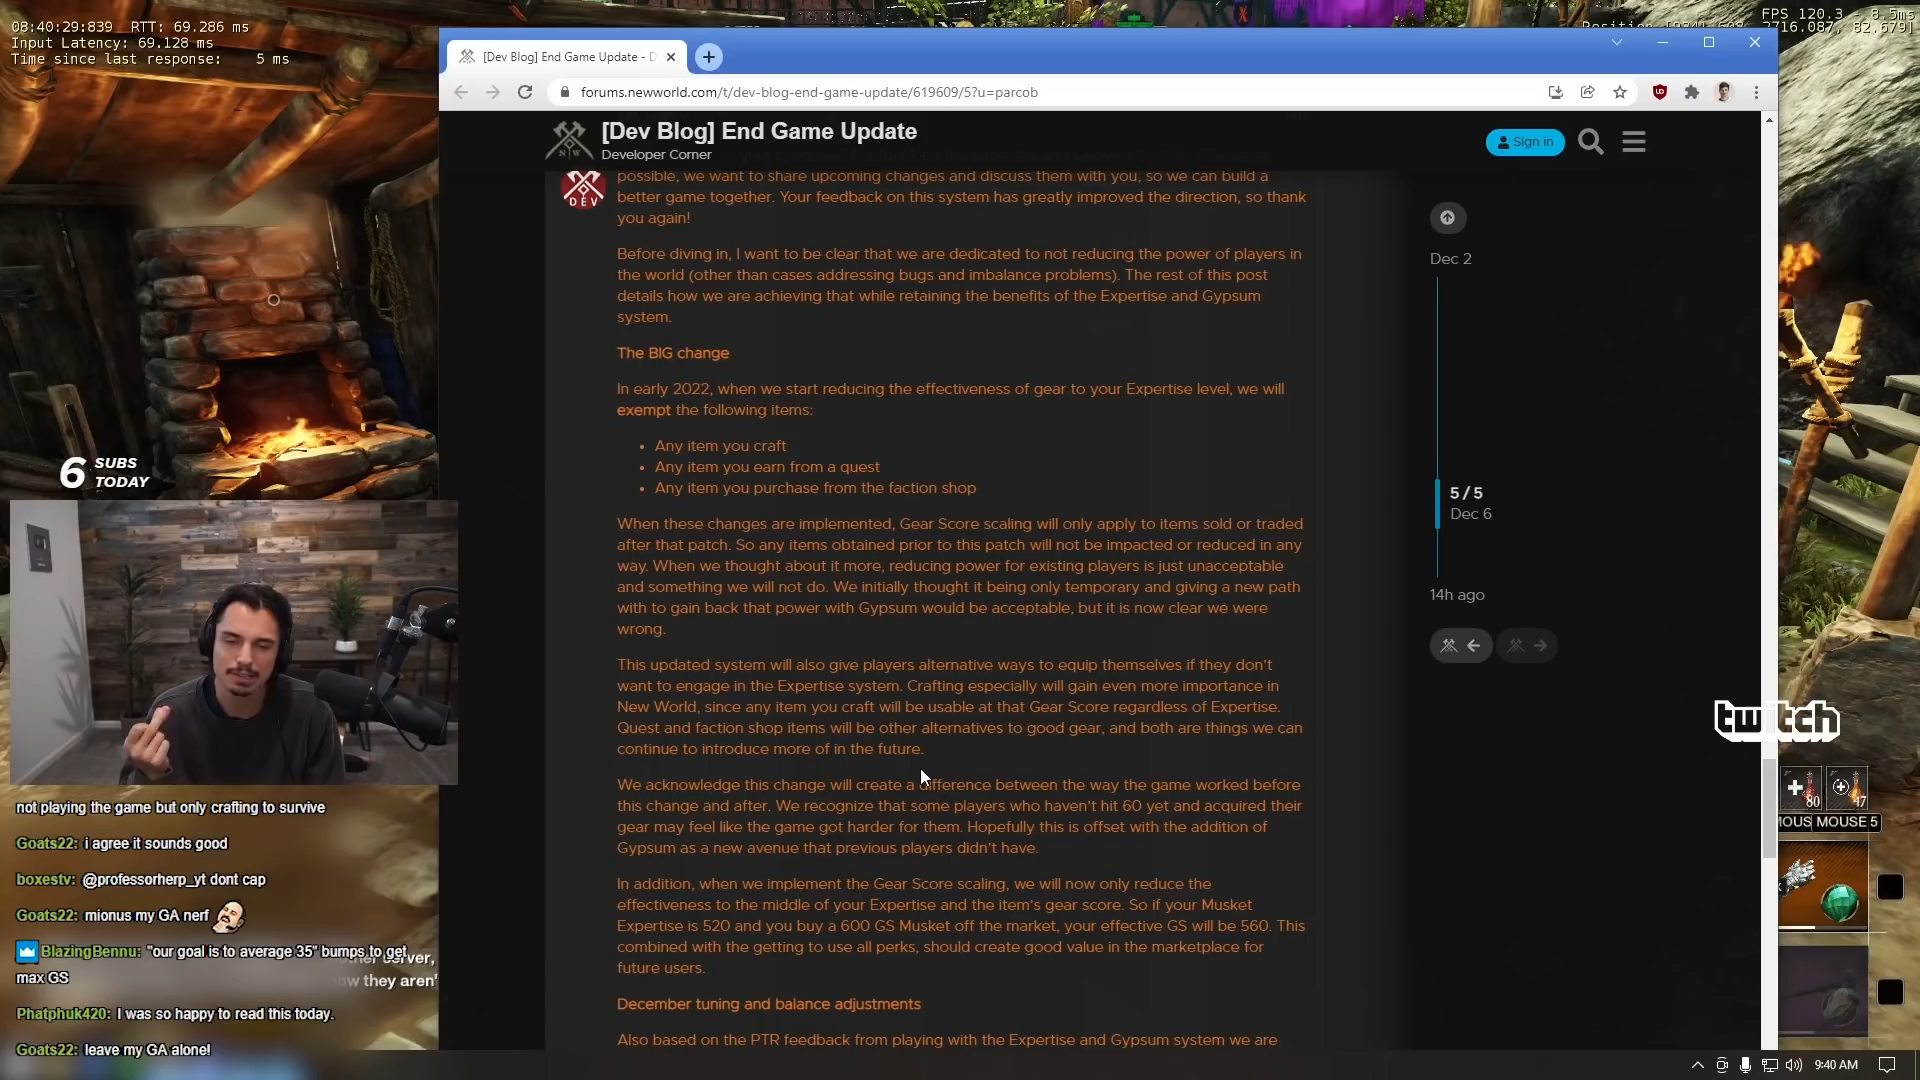 08:40:29:839 RTT: 69.286 ms
Input Latency: 69.128 ms
Time since last response: 5 ms
FPS 120.3 8.5ms
2716.087, 82.679]
[Dev Blog] End Game Update - D
forums.newworld.com/t/dev-blog-end-game-update/619609/5?u=parcob
[Dev Blog] End Game Update
Developer Corner
Sign in
N W
DEV
possible, we want to share upcoming changes and discuss them with you, so we can build a
better game together. Your feedback on this system has greatly improved the direction, so thank
you again!
Before diving in, I want to be clear that we are dedicated to not reducing the power of players in
the world (other than cases addressing bugs and imbalance problems). The rest of this post
details how we are achieving that while retaining the benefits of the Expertise and Gypsum
system.
The BIG change
In early 2022, when we start reducing the effectiveness of gear to your Expertise level, we will
exempt the following items:
• Any item you craft
• Any item you earn from a quest
• Any item you purchase from the faction shop
When these changes are implemented, Gear Score scaling will only apply to items sold or traded
after that patch. So any items obtained prior to this patch will not be impacted or reduced in any
way. When we thought about it more, reducing power for existing players is just unacceptable
and something we will not do. We initially thought it being only temporary and giving a new path
with to gain back that power with Gypsum would be acceptable, but it is now clear we were
wrong.
This updated system will also give players alternative ways to equip themselves if they don't
want to engage in the Expertise system. Crafting especially will gain even more importance in
New World, since any item you craft will be usable at that Gear Score regardless of Expertise.
Quest and faction shop items will be other alternatives to good gear, and both are things we can
continue to introduce more of in the future.
We acknowledge this change will create a difference between the way the game worked before
this change and after. We recognize that some players who haven't hit 60 yet and acquired their
gear may feel like the game got harder for them. Hopefully this is offset with the addition of
Gypsum as a new avenue that previous players didn't have.
In addition, when we implement the Gear Score scaling, we will now only reduce the
effectiveness to the middle of your Expertise and the item's gear score. So if your Musket
Expertise is 520 and you buy a 600 GS Musket off the market, your effective GS will be 560. This
combined with the getting to use all perks, should create good value in the marketplace for
future users.
December tuning and balance adjustments
Also based on the PTR feedback from playing with the Expertise and Gypsum system we are
Dec 2
5 / 5
Dec 6
14h ago
6 SUBS
TODAY
not playing the game but only crafting to survive
Goats22: i agree it sounds good
boxestv: @professorherp_yt dont cap
Goats22: mionus my GA nerf
BlazingBennu: "our goal is to average 35" bumps to get
max GS
server,
ow they aren'
Phatphuk420: I was so happy to read this today.
Goats22: leave my GA alone!
twitch
80
47
MOUS MOUSE 5
9:40 AM